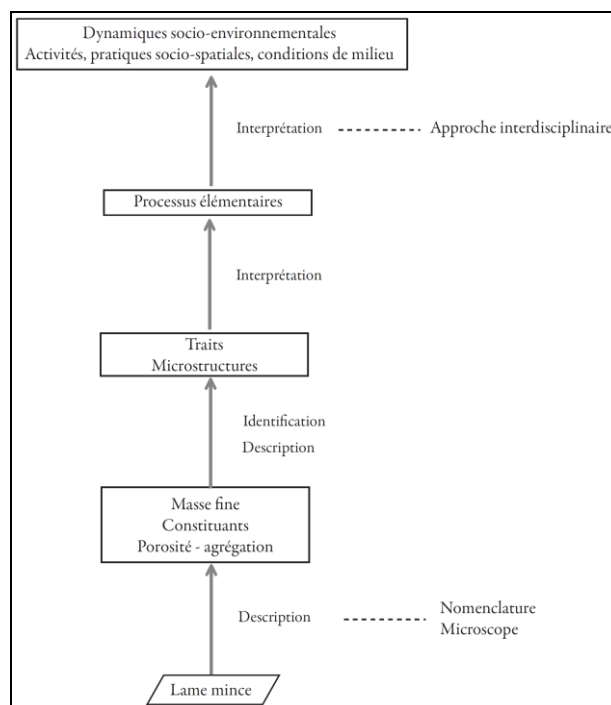 Dynamiques socio-environnementales
Activités, pratiques socio-spatiales, conditions de milieu
Interprétation
Approche interdisciplinaire
Processus élémentaires
Interprétation
Traits
Microstructures
Identification
Description
Masse fine
Constituants
Porosité - agrégation
Description
Nomenclature
Microscope
Lame mince